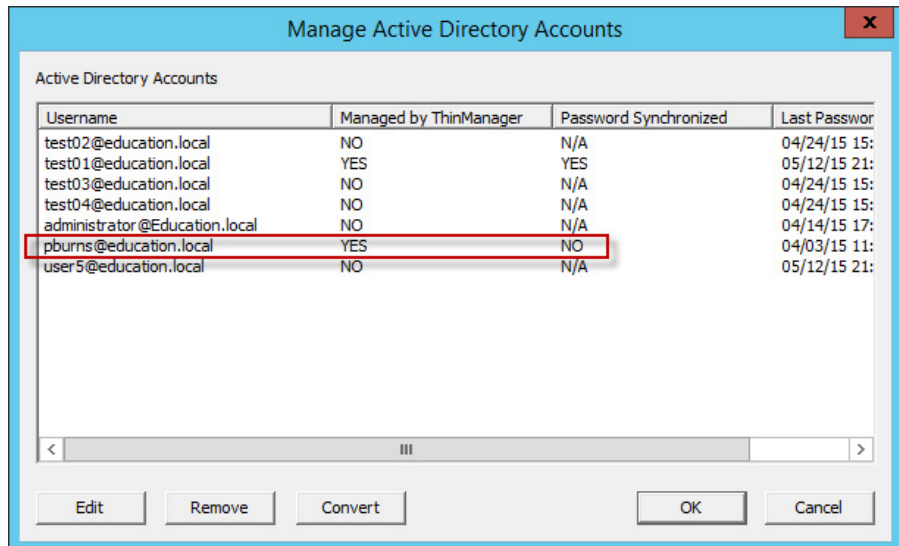 Manage Active Directory Accounts
x
Active Directory Accounts
Username Managed by ThinManager Password Synchronized Last Passwor
test02@education.local NO N/A 04/24/15 15:
test01@education.local YES YES 05/12/15 21:
test03@education.local NO N/A 04/24/15 15:
test04@education.local NO N/A 04/24/15 15:
administrator@Education.local NO N/A 04/14/15 17:
pburns@education.local YES NO 04/03/15 11:
user5@education.local NO N/A 05/12/15 21:
Edit Remove Convert OK Cancel